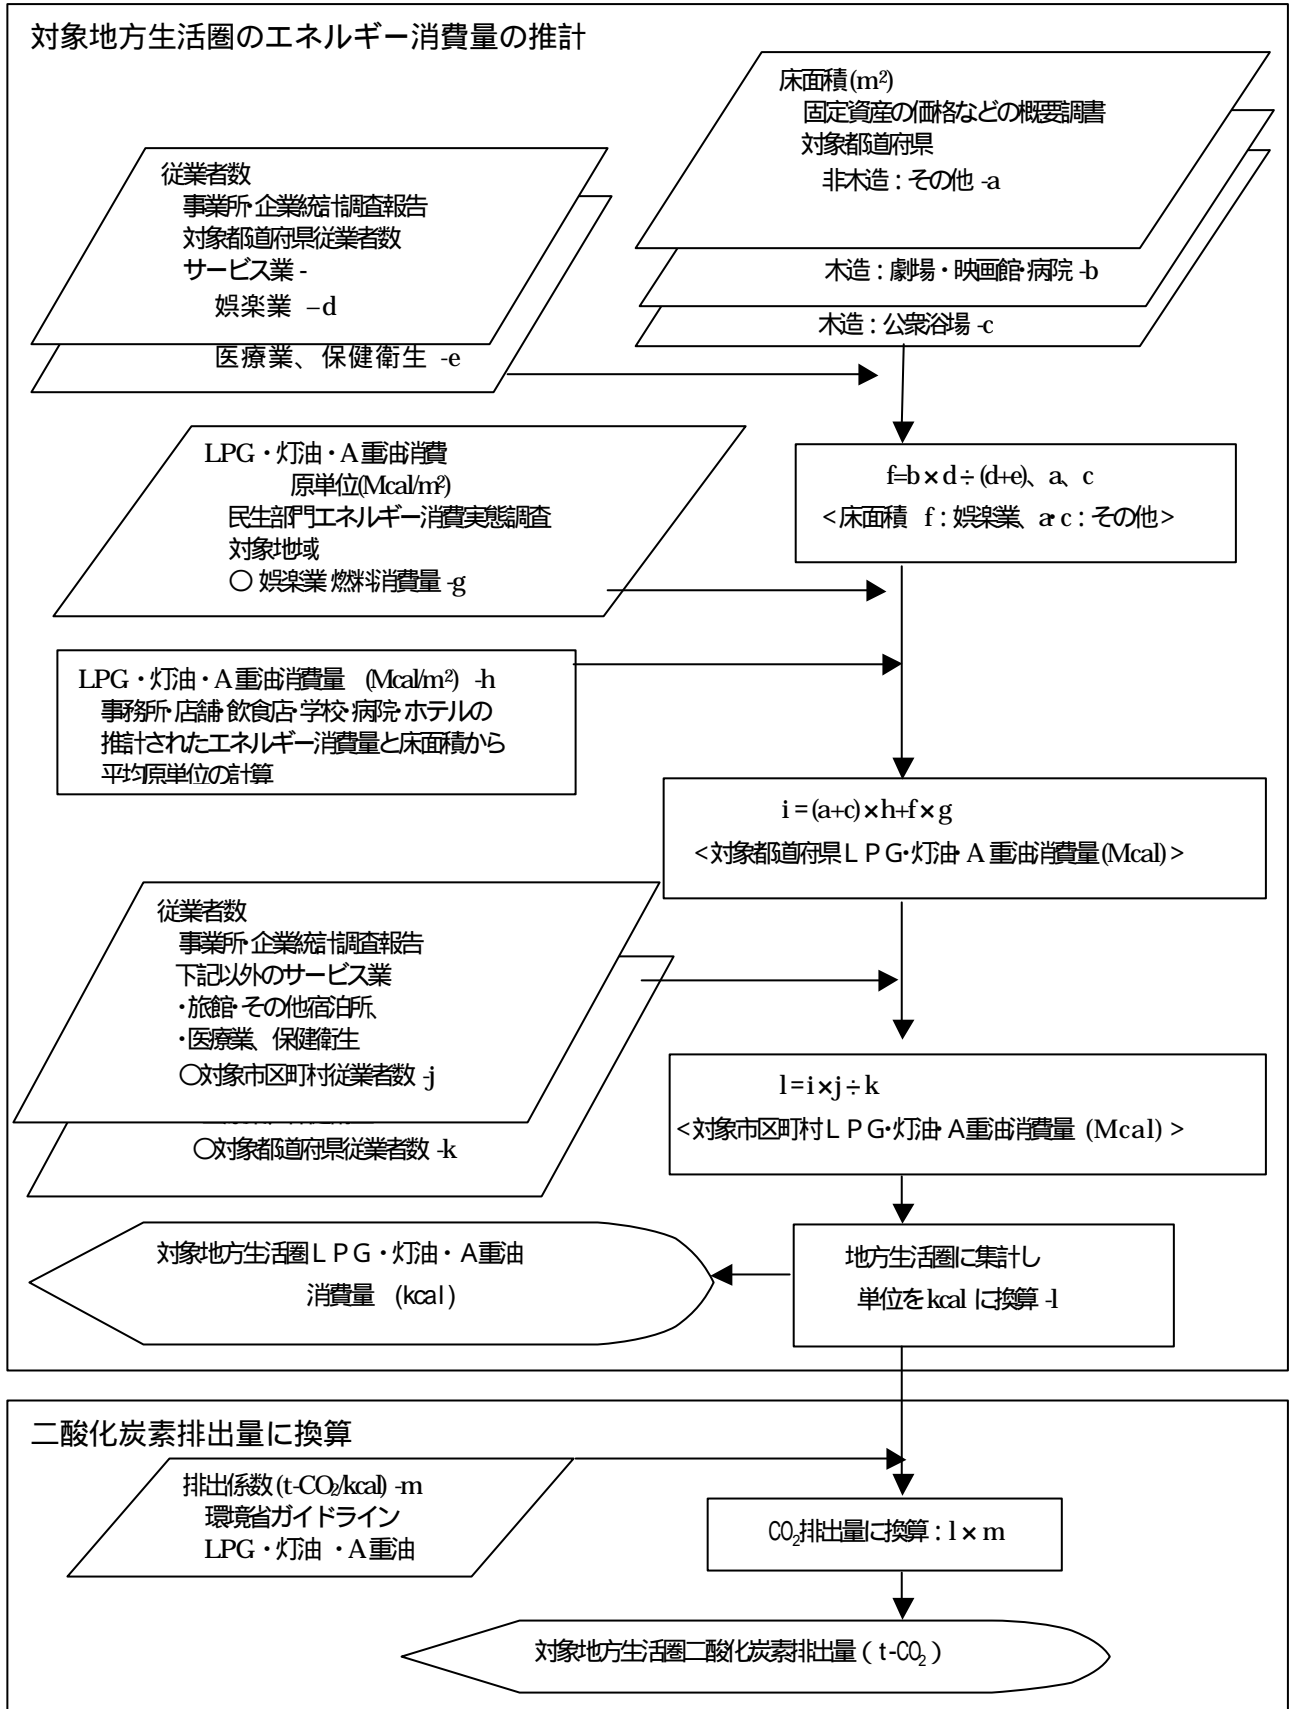 対象地方生活圏のエネルギー消費量の推計
床面積(m²)
固定資産の価格などの概要調書
対象都道府県
非木造：その他 -a
木造：劇場・映画館・病院 -b
木造：公衆浴場 -c
従業者数
事業所・企業統計調査報告
対象都道府県従業者数
サービス業 -
娯楽業 –d
医療業、保健衛生 -e
f=b×d÷(d+e)、a、c
<床面積 f：娯楽業、a・c：その他>
LPG・灯油・A重油消費
原単位(Mcal/m²)
民生部門エネルギー消費実態調査
対象地域
○ 娯楽業 燃料消費量 -g
LPG・灯油・A重油消費量 (Mcal/m²) -h
事務所・店舗・飲食店・学校・病院・ホテルの
推計されたエネルギー消費量と床面積から
平均原単位の計算
i=(a+c)×h+f×g
<対象都道府県ＬＰＧ・灯油・A重油消費量(Mcal)>
従業者数
事業所・企業統計調査報告
下記以外のサービス業
・旅館・その他宿泊所、
・医療業、保健衛生
○対象市区町村従業者数 -j
○対象都道府県従業者数 -k
l=i×j÷k
<対象市区町村ＬＰＧ・灯油・A重油消費量 (Mcal)>
対象地方生活圏ＬＰＧ・灯油・A重油
消費量 (kcal)
地方生活圏に集計し
単位をkcalに換算 -l
二酸化炭素排出量に換算
排出係数(t-CO₂/kcal) -m
環境省ガイドライン
LPG・灯油・A重油
CO₂排出量に換算：l×m
対象地方生活圏二酸化炭素排出量（t-CO₂）